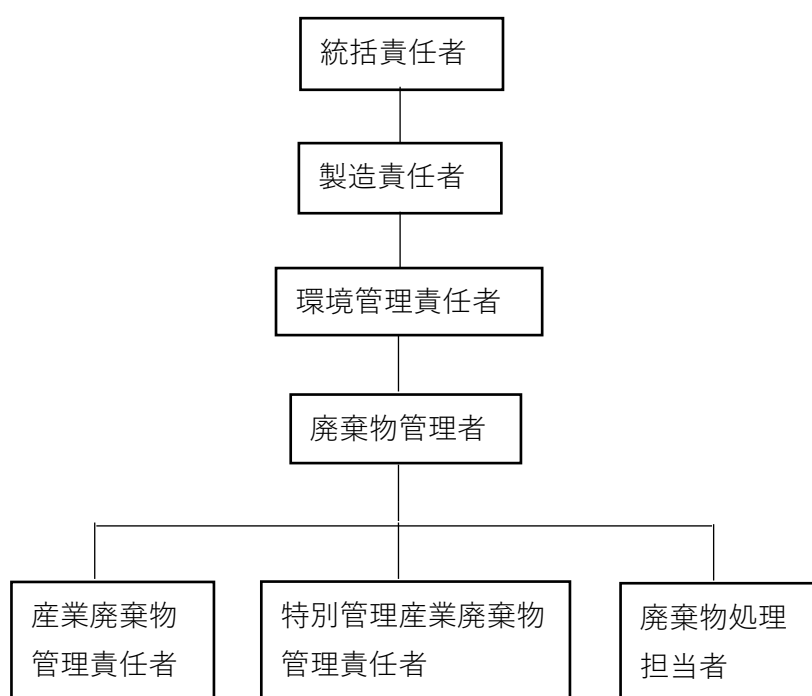 統括責任者
製造責任者
環境管理責任者
廃棄物管理者
産業廃棄物
管理責任者
特別管理産業廃棄物
管理責任者
廃棄物処理
担当者